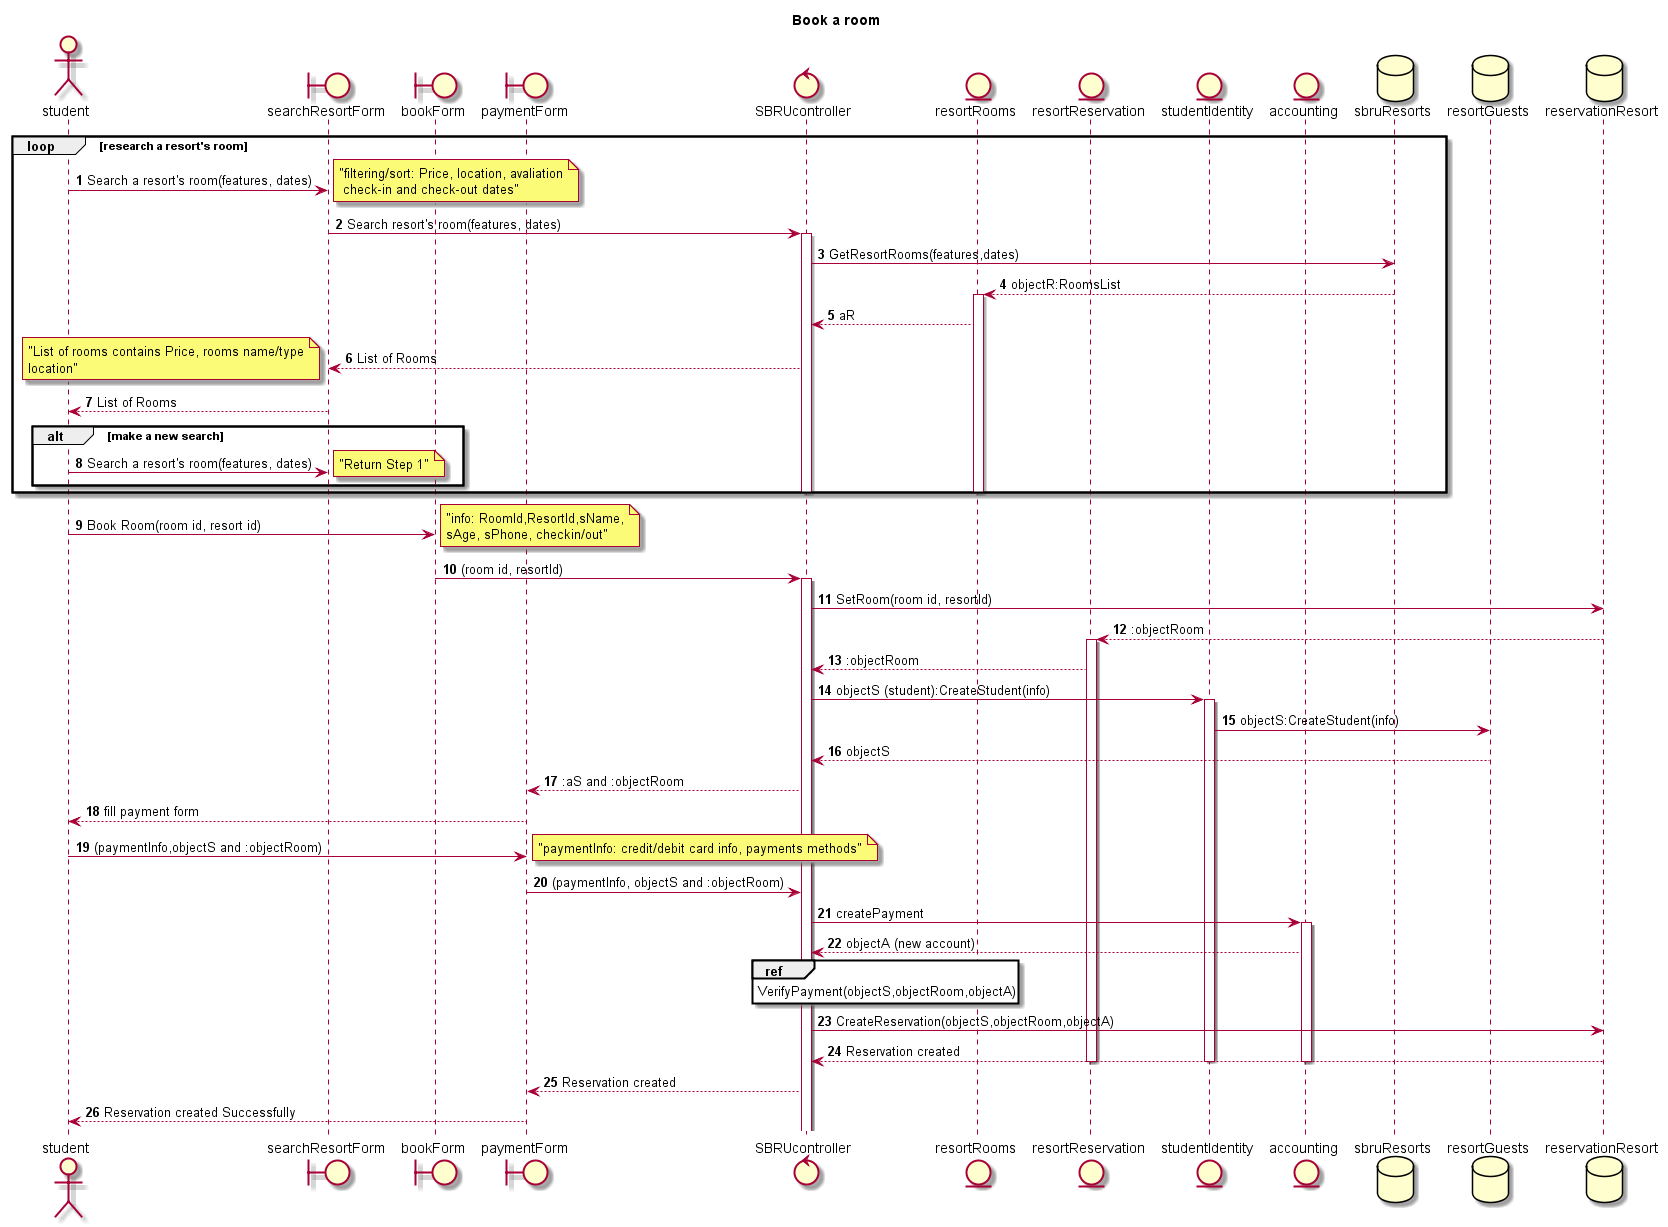 Book a room
student
searchResortForm
bookForm
paymentForm
SBRUcontroller
resortRooms
resortReservation
studentIdentity
accounting
sbruResorts
resortGuests
reservationResort
loop [research a resort's room]
1 Search a resort's room(features, dates)
"filtering/sort: Price, location, avaliation
check-in and check-out dates"
2 Search resort's room(features, dates)
3 GetResortRooms(features,dates)
4 objectR:RoomsList
5 aR
"List of rooms contains Price, rooms name/type
location"
6 List of Rooms
7 List of Rooms
alt [make a new search]
8 Search a resort's room(features, dates)
"Return Step 1"
9 Book Room(room id, resort id)
"info: RoomId,ResortId,sName,
sAge, sPhone, checkin/out"
10 (room id, resortId)
11 SetRoom(room id, resortId)
12 :objectRoom
13 :objectRoom
14 objectS (student):CreateStudent(info)
15 objectS:CreateStudent(info)
16 objectS
17 :aS and :objectRoom
18 fill payment form
19 (paymentInfo,objectS and :objectRoom)
"paymentInfo: credit/debit card info, payments methods"
20 (paymentInfo, objectS and :objectRoom)
21 createPayment
22 objectA (new account)
ref
VerifyPayment(objectS,objectRoom,objectA)
23 CreateReservation(objectS,objectRoom,objectA)
24 Reservation created
25 Reservation created
26 Reservation created Successfully
student
searchResortForm
bookForm
paymentForm
SBRUcontroller
resortRooms
resortReservation
studentIdentity
accounting
sbruResorts
resortGuests
reservationResort